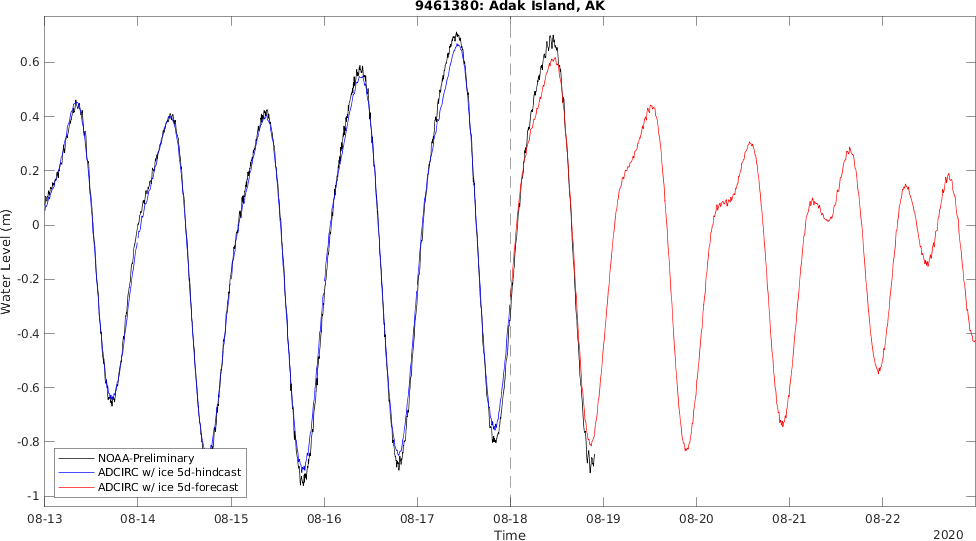 9461380: Adak Island, AK
Water Level (m)
0.6
0.4
0.2
0
-0.2
-0.4
-0.6
-0.8
-1
NOAA-Preliminary
ADCIRC w/ ice 5d-hindcast
ADCIRC w/ ice 5d-forecast
08-13 08-14 08-15 08-16 08-17 08-18 08-19 08-20 08-21 08-22
Time
2020